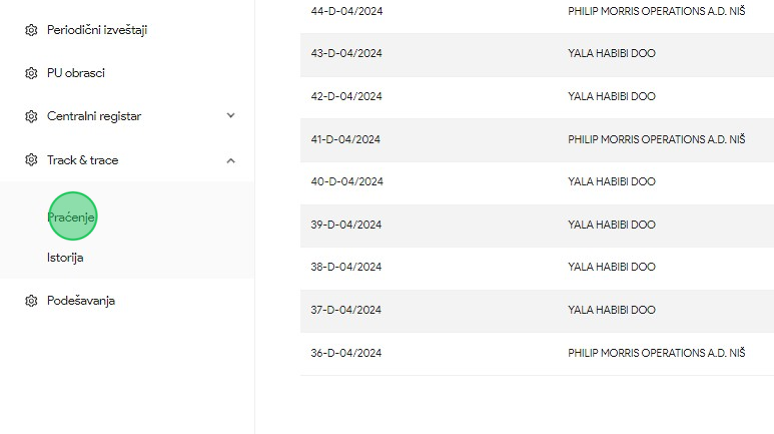 Periodični izveštaji
PU obrasci
Centralni registar
Track & trace
Praćenje
Istorija
Podešavanja
44-D-04/2024 PHILIP MORRIS OPERATIONS A.D. NIŠ
43-D-04/2024 YALA HABIBI DOO
42-D-04/2024 YALA HABIBI DOO
41-D-04/2024 PHILIP MORRIS OPERATIONS A.D. NIŠ
40-D-04/2024 YALA HABIBI DOO
39-D-04/2024 YALA HABIBI DOO
38-D-04/2024 YALA HABIBI DOO
37-D-04/2024 YALA HABIBI DOO
36-D-04/2024 PHILIP MORRIS OPERATIONS A.D. NIŠ